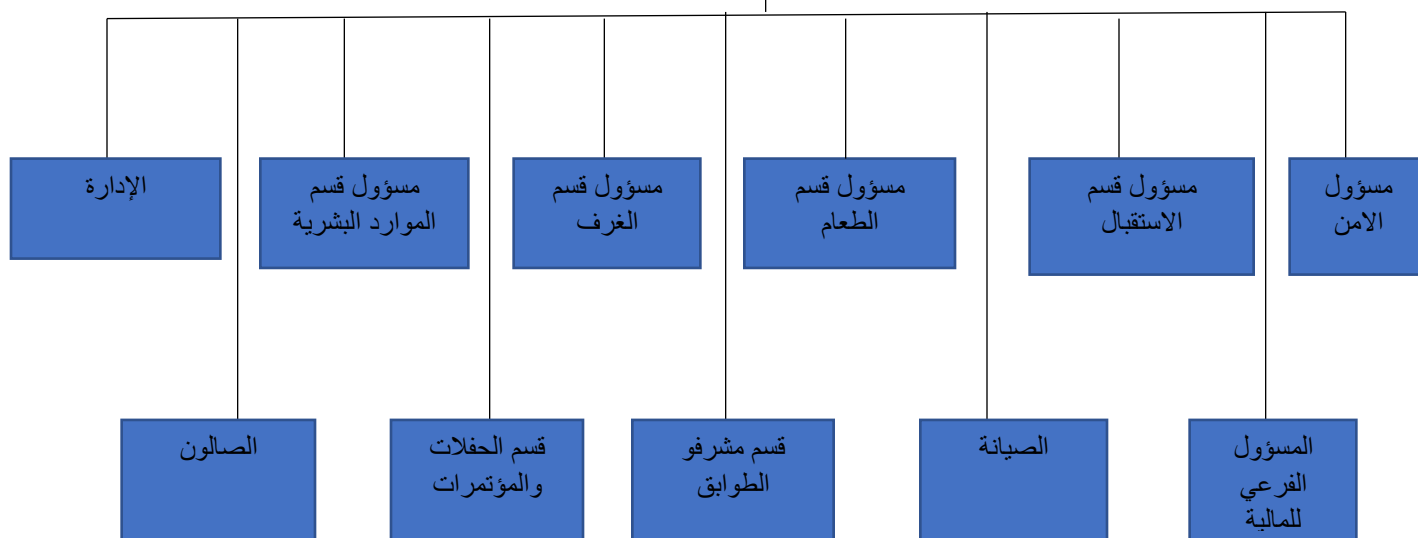 مسؤول
الامن
مسؤول قسم
الاستقبال
مسؤول قسم
الطعام
مسؤول قسم
الغرف
مسؤول قسم
الموارد البشرية
الإدارة
المسؤول
الفرعي
للمالية
الصيانة
قسم مشرفو
الطوابق
قسم الحفلات
والمؤتمرات
الصالون